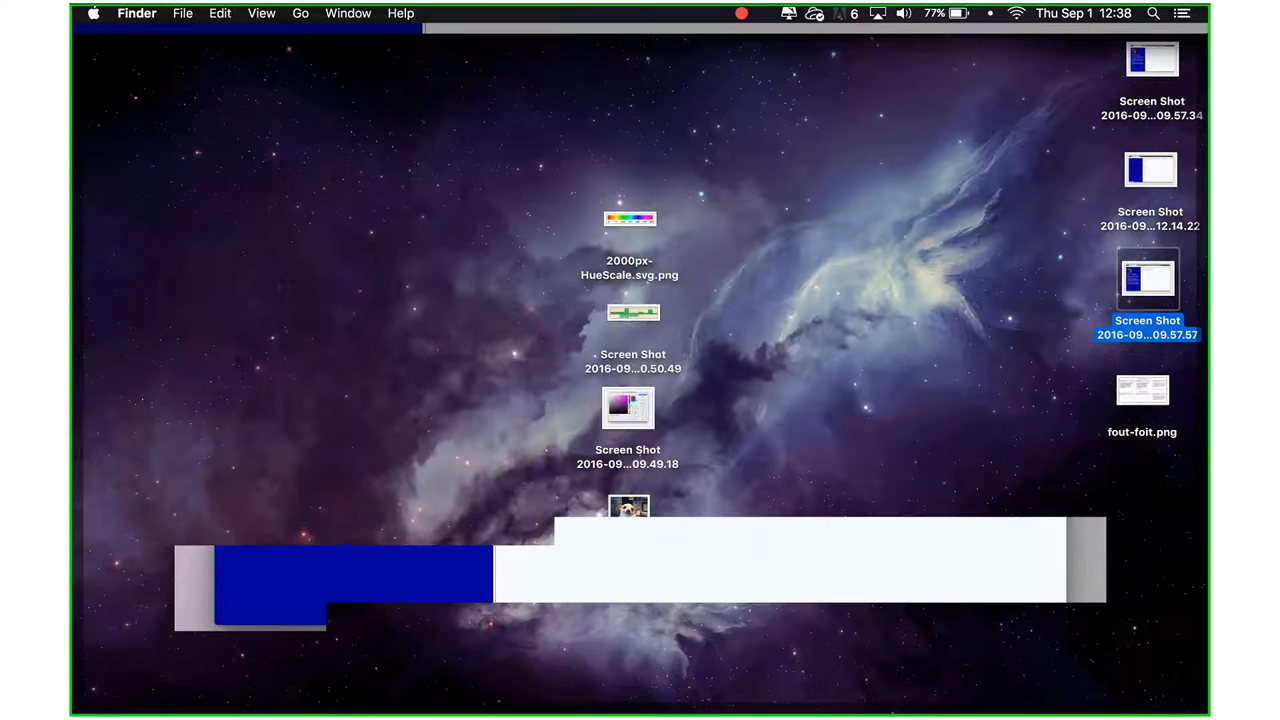 Finder File Edit View Go Window Help 6 77% Thu Sep 1 12:38
Screen Shot
2016-09...09.57.34
Screen Shot
2016-09...12.14.22
2000px-
HueScale.svg.png
Screen Shot
2016-09...09.57.57
Screen Shot
2016-09...0.50.49
fout-foit.png
Screen Shot
2016-09...09.49.18